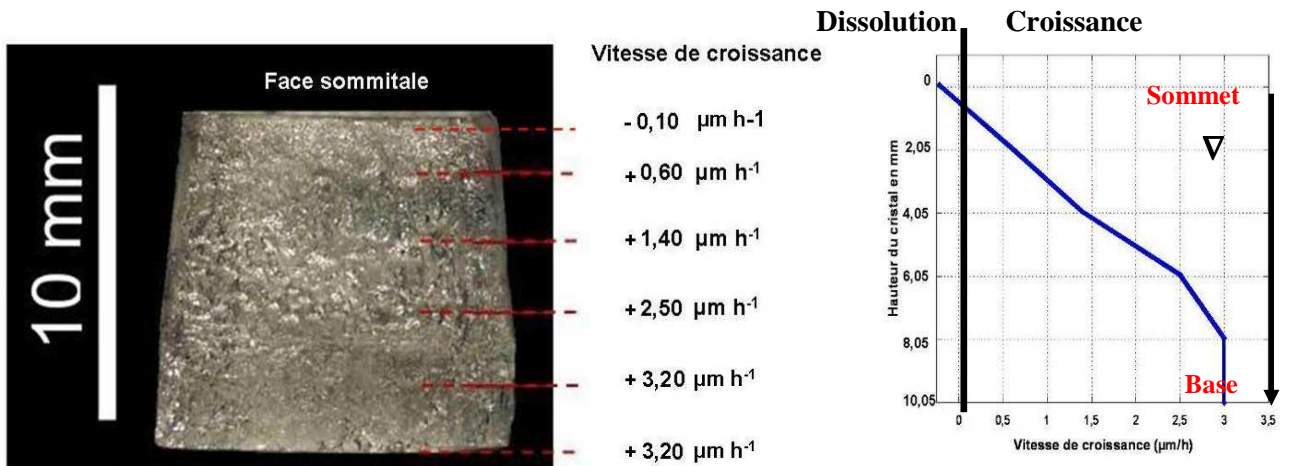 Dissolution
Croissance
Vitesse de croissance
Face sommitale
10 mm
- 0,10 µm h-1
+ 0,60 µm h⁻¹
+ 1,40 µm h⁻¹
+ 2,50 µm h⁻¹
+ 3,20 µm h⁻¹
+ 3,20 µm h⁻¹
Hauteur du cristal en mm
0
2,05
4,05
6,05
8,05
10,05
Sommet
∇
Base
0 0,5 1 1,5 2 2,5 3 3,5
Vitesse de croissance (µm/h)